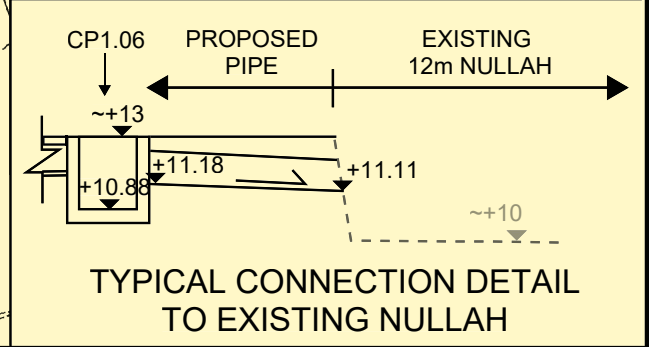 CP1.06
PROPOSED
PIPE
EXISTING
12m NULLAH
~+13
+11.18
+11.11
+10.88
~+10
TYPICAL CONNECTION DETAIL
TO EXISTING NULLAH